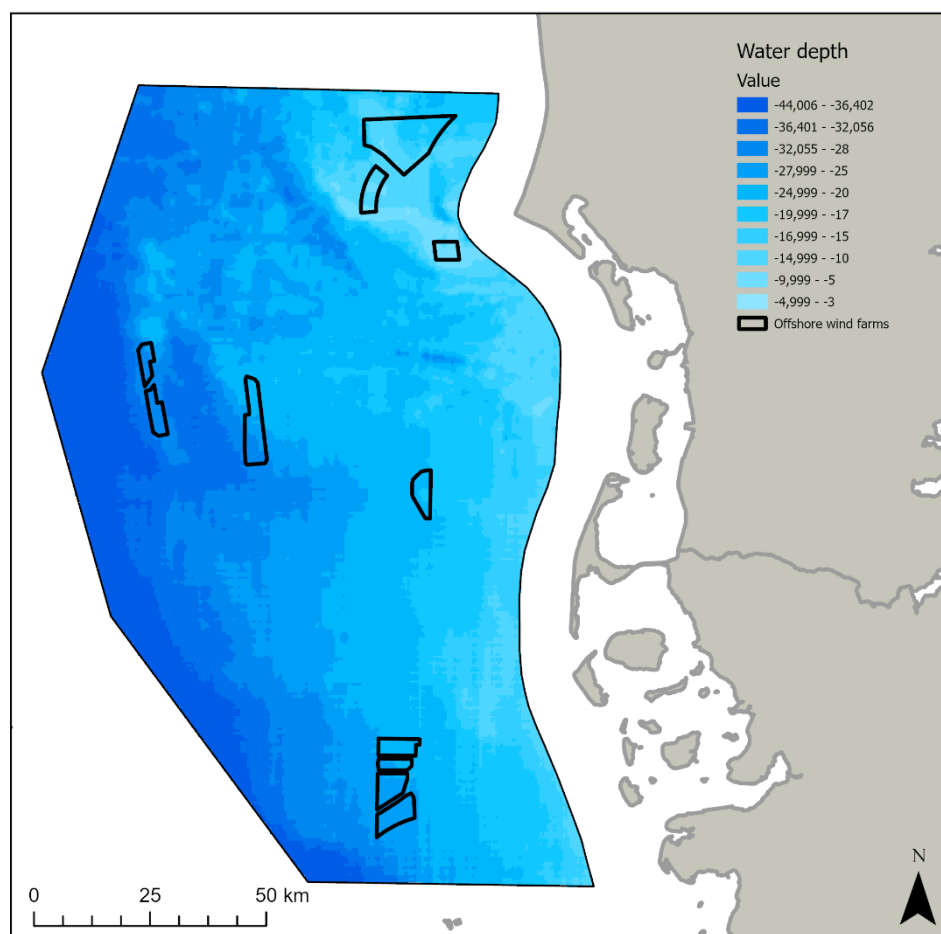 Water depth
Value
-44,006 - -36,402
-36,401 - -32,056
-32,055 - -28
-27,999 - -25
-24,999 - -20
-19,999 - -17
-16,999 - -15
-14,999 - -10
-9,999 - -5
-4,999 - -3
Offshore wind farms
N
0 25 50 km